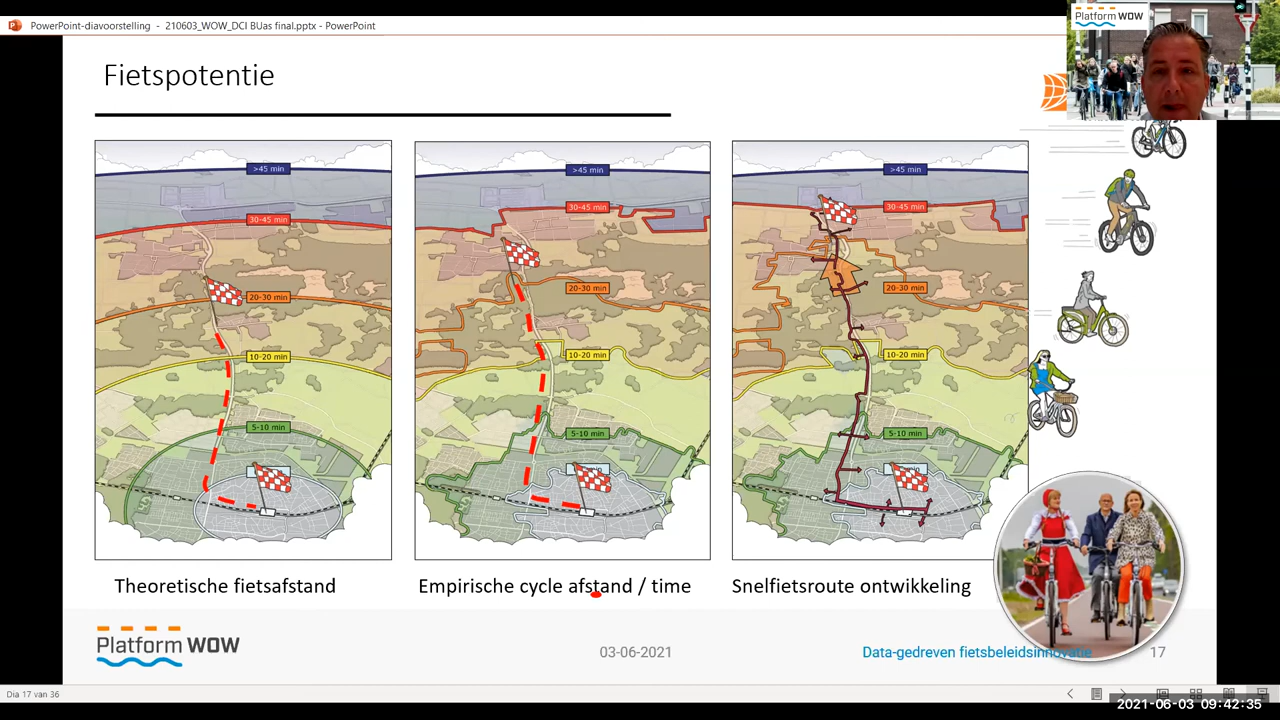 PowerPoint-diavoorstelling - 210603_WOW_DCI BUas final.pptx - PowerPoint
Platform WOW
Fietspotentie
>45 min
30-45 min
20-30 min
10-20 min
5-10 min
>45 min
30-45 min
20-30 min
10-20 min
5-10 min
>45 min
30-45 min
20-30 min
10-20 min
5-10 min
Theoretische fietsafstand
Empirische cycle afstand / time
Snelfietsroute ontwikkeling
Platform WOW
03-06-2021
Data-gedreven fietsbeleidsinnovatie
17
Dia 17 van 36
2021-06-03 09:42:35